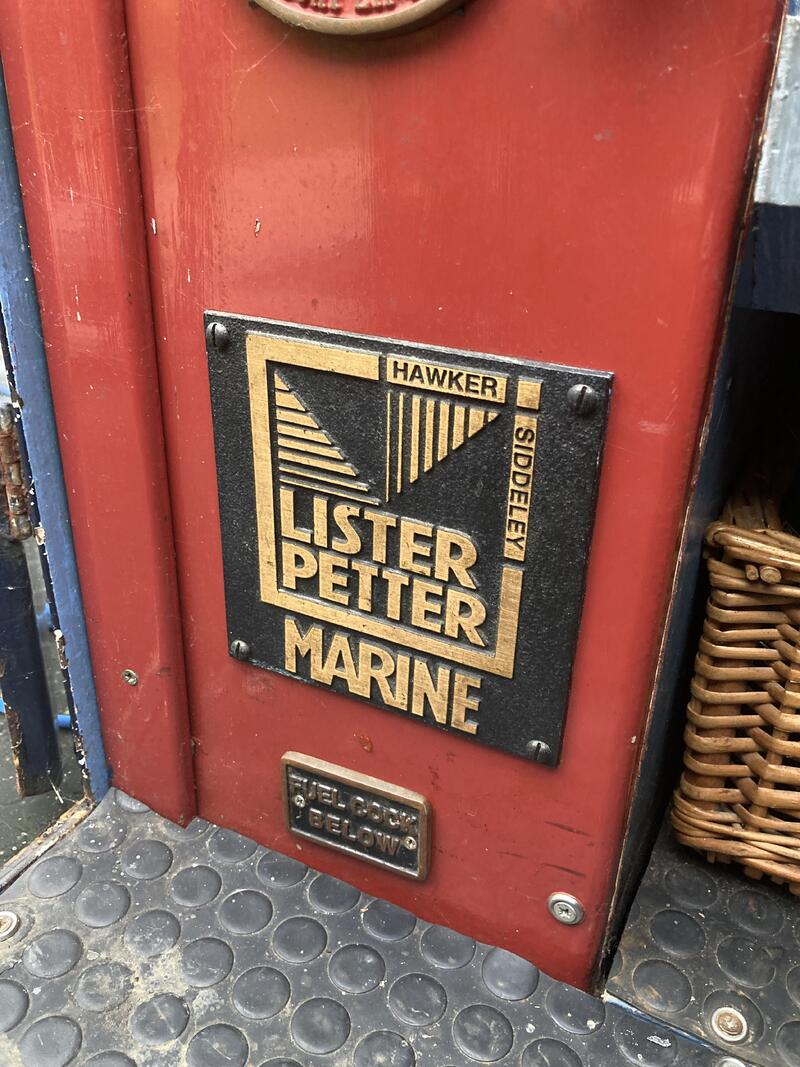 HAWKER
SIDDELEY
LISTER
PETTER
MARINE
FUEL COCK
BELOW